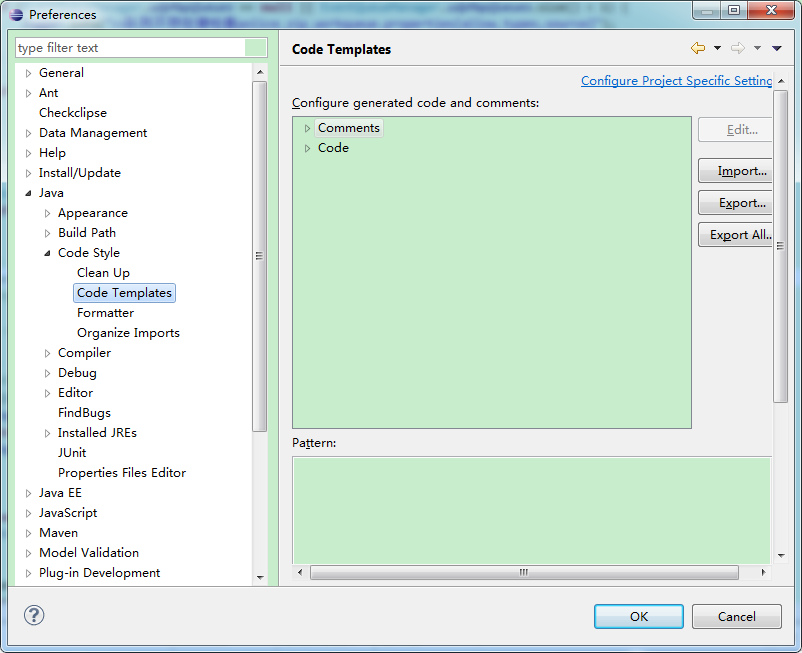 Preferences
type filter text
General
Ant
Checkclipse
Data Management
Help
Install/Update
Java
Appearance
Build Path
Code Style
Clean Up
Code Templates
Formatter
Organize Imports
Compiler
Debug
Editor
FindBugs
Installed JREs
JUnit
Properties Files Editor
Java EE
JavaScript
Maven
Model Validation
Plug-in Development
Code Templates
Configure Project Specific Setting
Configure generated code and comments:
Comments
Code
Edit...
Import...
Export...
Export All..
Pattern:
OK
Cancel